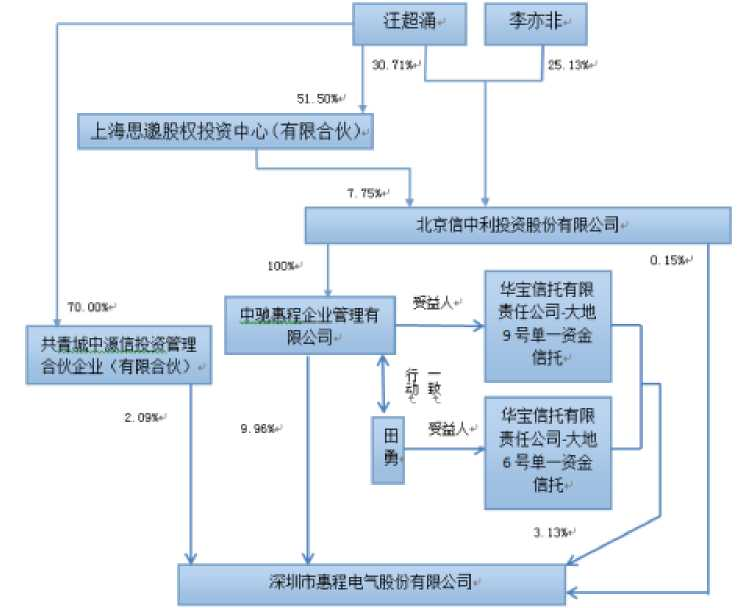 汪超涌
李亦非
30.71%
25.13%
51.50%
上海思邈股权投资中心（有限合伙）
7.75%
北京信中利投资股份有限公司
100%
0.15%
70.00%
受益人
华宝信托有限
责任公司-大地
9 号单一资金
信托
中驰惠程企业管理有
限公司
共青城中源信投资管理
合伙企业（有限合伙）
一致
行动
2.09%
9.96%
田
勇
受益人
华宝信托有限
责任公司-大地
6 号单一资金
信托
3.13%
深圳市惠程电气股份有限公司